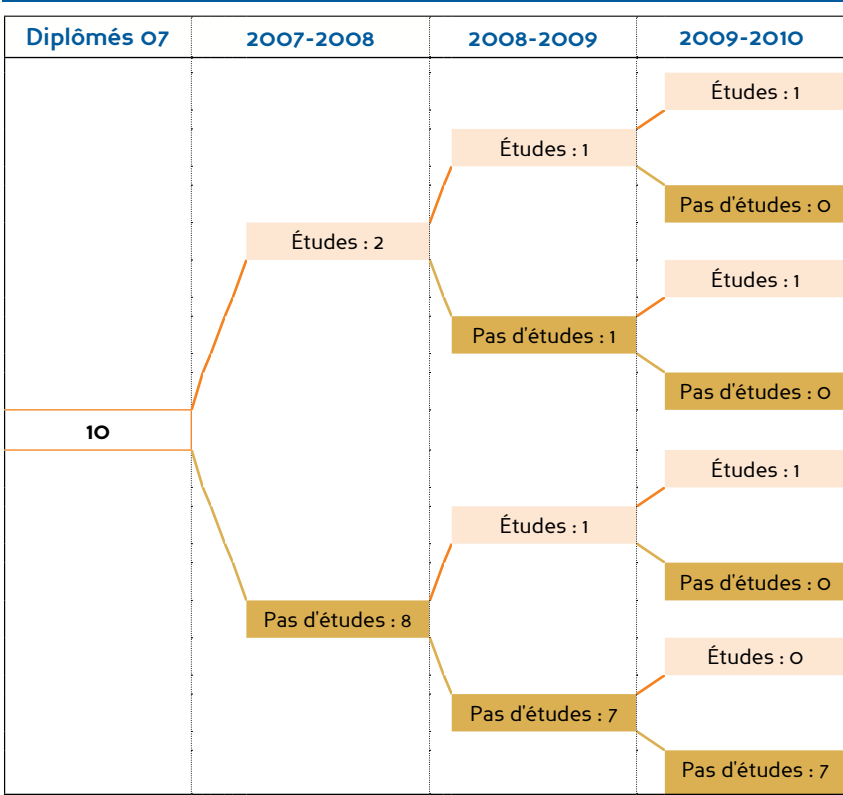 Diplômés 07 2007-2008 2008-2009 2009-2010
Études : 1
Études : 1
Pas d'études : 0
Études : 2
Études : 1
Pas d'études : 1
Pas d'études : 0
10
Études : 1
Études : 1
Pas d'études : 0
Pas d'études : 8
Études : 0
Pas d'études : 7
Pas d'études : 7